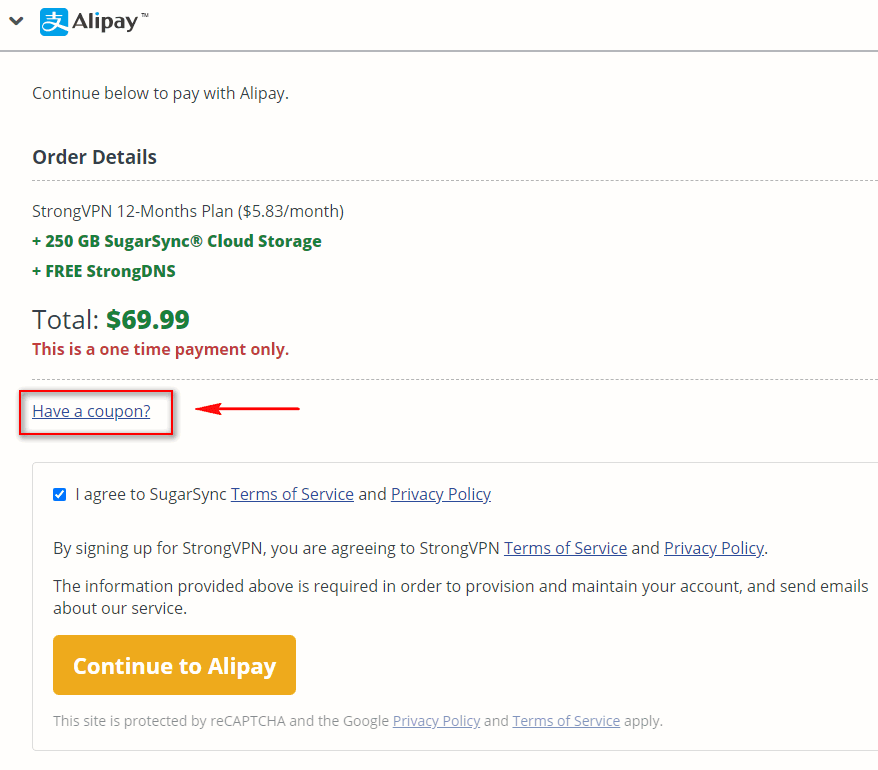 支 Alipay™
Continue below to pay with Alipay.
Order Details
StrongVPN 12-Months Plan ($5.83/month)
+ 250 GB SugarSync® Cloud Storage
+ FREE StrongDNS
Total: $69.99
This is a one time payment only.
Have a coupon?
I agree to SugarSync Terms of Service and Privacy Policy
By signing up for StrongVPN, you are agreeing to StrongVPN Terms of Service and Privacy Policy.
The information provided above is required in order to provision and maintain your account, and send emails
about our service.
Continue to Alipay
This site is protected by reCAPTCHA and the Google Privacy Policy and Terms of Service apply.